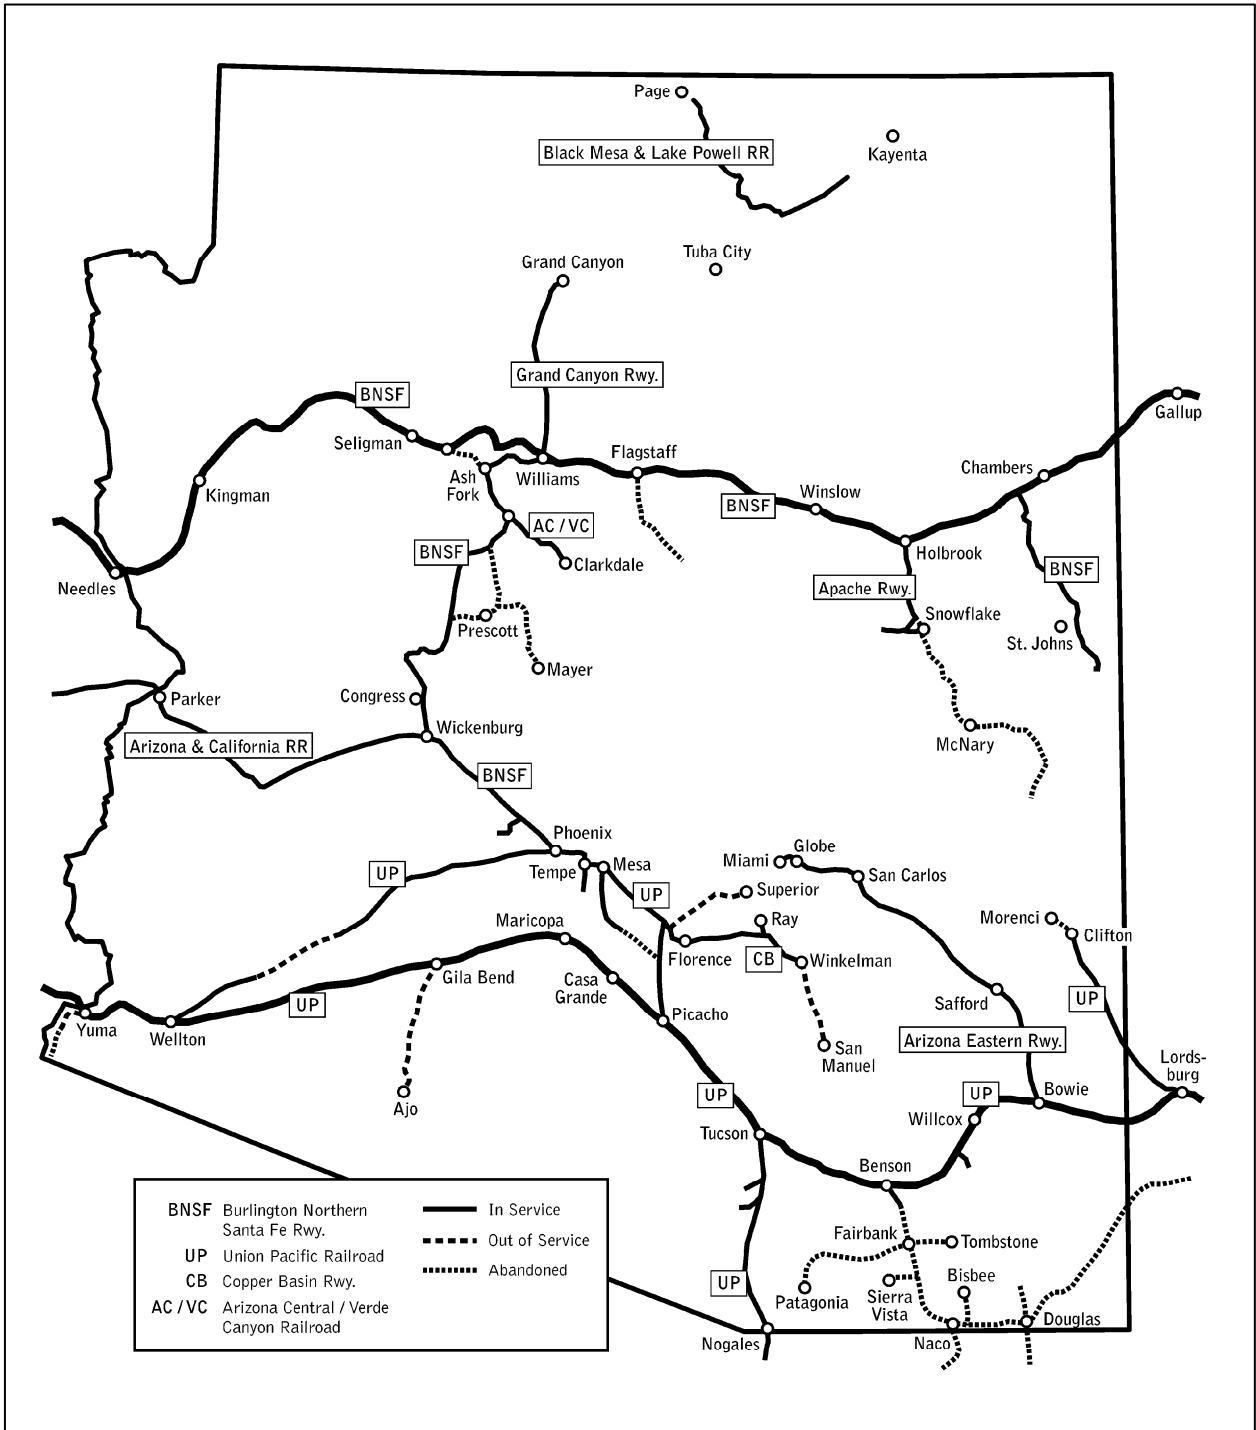 Page
Black Mesa & Lake Powell RR
Kayenta
Tuba City
Grand Canyon
Grand Canyon Rwy.
BNSF
Seligman
Flagstaff
Gallup
Chambers
Ash
Fork
Williams
Kingman
Winslow
BNSF
AC / VC
Holbrook
BNSF
Clarkdale
BNSF
Needles
Apache Rwy.
Snowflake
Prescott
St. Johns
Mayer
Parker
Congress
Wickenburg
McNary
Arizona & California RR
BNSF
Phoenix
Tempe
Mesa
Miami
Globe
San Carlos
UP
UP
Superior
Maricopa
Ray
Morenci
Clifton
Florence
CB
Winkelman
Gila Bend
Casa
Grande
UP
Safford
UP
Picacho
Yuma
Wellton
San
Manuel
Arizona Eastern Rwy.
Lords-
burg
Ajo
UP
UP
Bowie
Willcox
Tucson
Benson
BNSF Burlington Northern
Santa Fe Rwy.
UP Union Pacific Railroad
CB Copper Basin Rwy.
AC / VC Arizona Central / Verde
Canyon Railroad
In Service
Out of Service
Abandoned
Fairbank
Tombstone
UP
Bisbee
Patagonia
Sierra
Vista
Douglas
Nogales
Naco